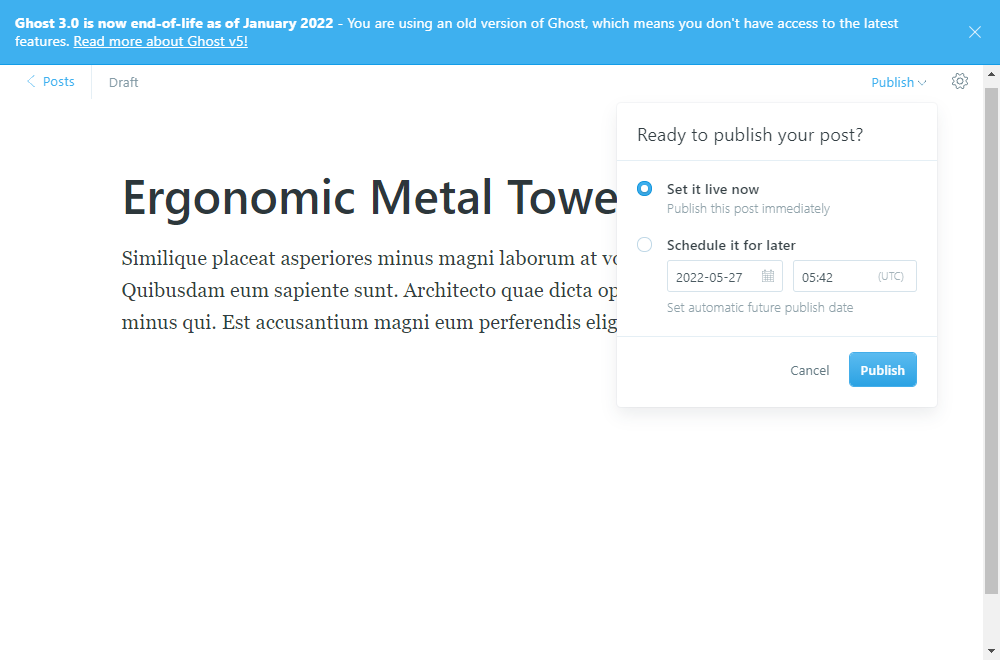 Ghost 3.0 is now end-of-life as of January 2022 - You are using an old version of Ghost, which means you don't have access to the latest
features. Read more about Ghost v5!
Posts
Draft
Publish
Ready to publish your post?
Ergonomic Metal Towe
Set it live now
Publish this post immediately
Similique placeat asperiores minus magni laborum at
Schedule it for later
Quibusdam eum sapiente sunt. Architecto quae dicta
2022-05-27
05:42
(UTC)
minus qui. Est accusantium magni eum perferendis
Set automatic future publish date
Cancel
Publish